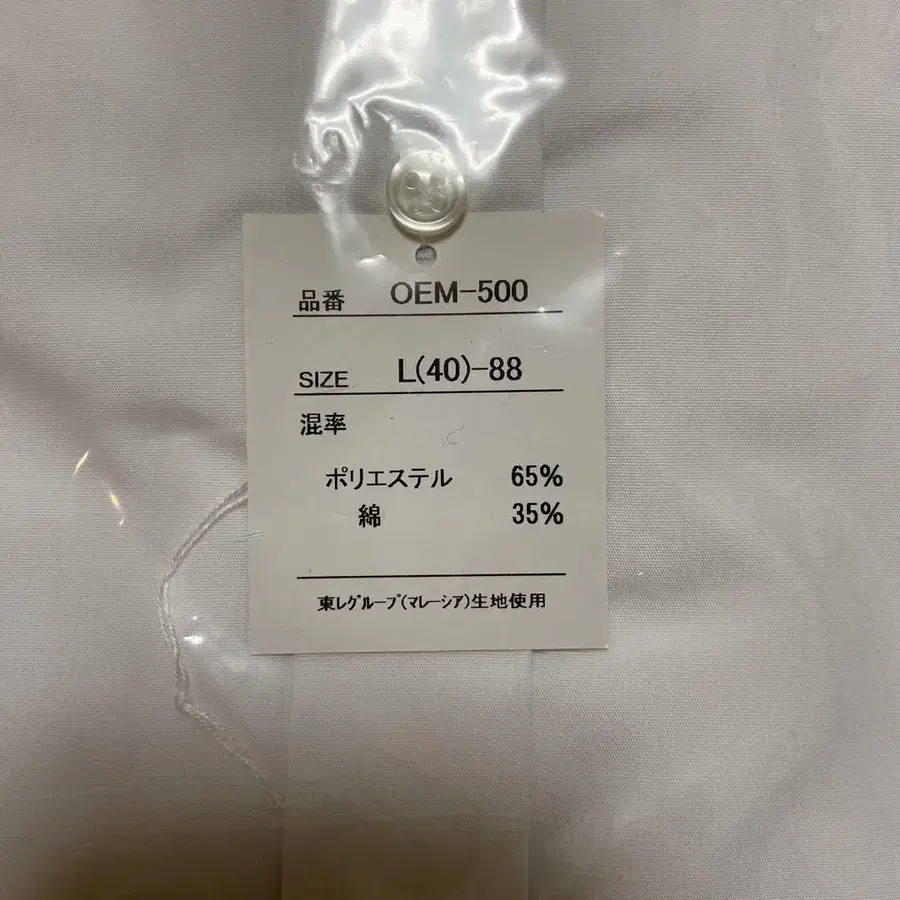 品番 OEM-500
SIZE L(40)-88
混率
ポリエステル 65%
綿 35%
東レグループ(マレーシア)生地使用